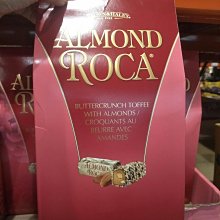 ALMOND
ROCA®
BUTTERCRUNCH TOFFEE
WITH ALMONDS /
CROQUANTS AU
BEURRE AVEC
AMANDES